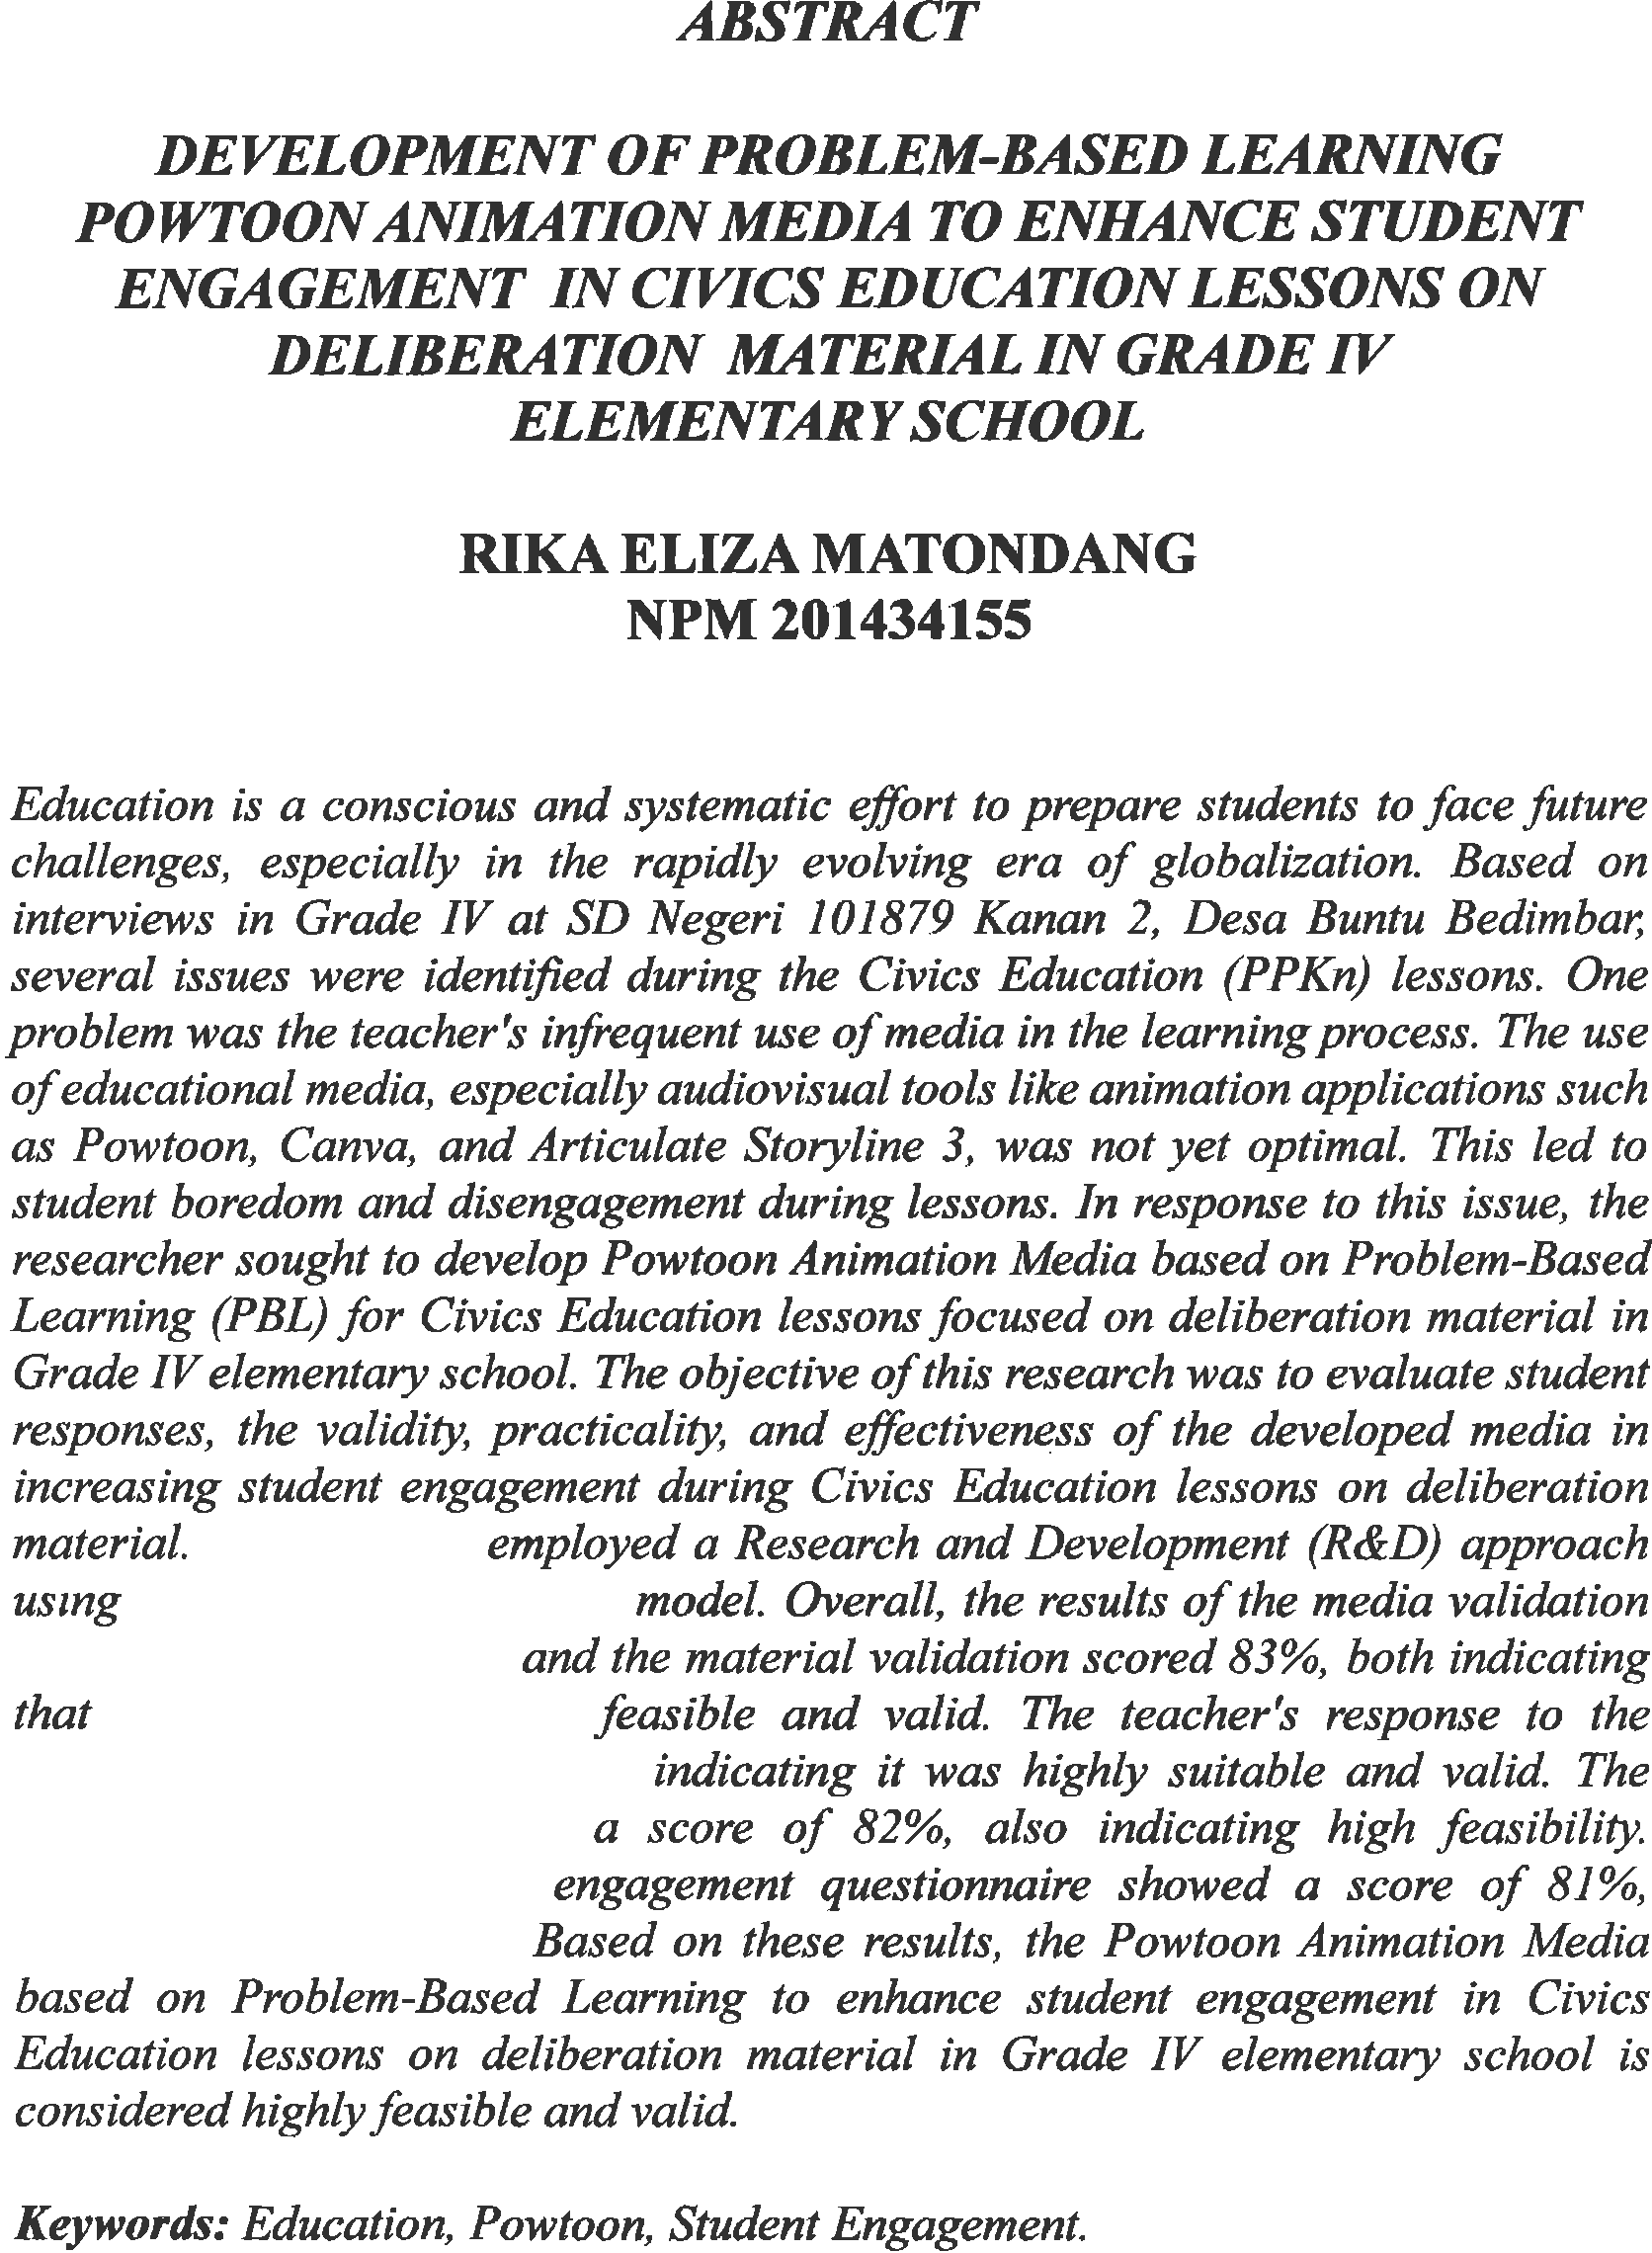 ABSTRACT
DEVELOPMENT OF PROBLEM-BASED LEARNING
POWTOON ANIMATION MEDIA TO ENHANCE STUDENT
ENGAGEMENT IN CIVICS EDUCATION LESSONS ON
DELIBERATION MATERIAL IN GRADE IV
ELEMENTARY SCHOOL
RIKA ELIZA MATONDANG
NPM 201434155
Education is a conscious and systematic effort to prepare students to face future
challenges, especially in the rapidly evolving era of globalization. Based on
interviews in Grade IV at SD Negeri 101879 Kanan 2, Desa Buntu Bedimbar,
several issues were identified during the Civics Education (PPKn) lessons. One
problem was the teacher's infrequent use of media in the learning process. The use
of educational media, especially audiovisual tools like animation applications such
as Powtoon, Canva, and Articulate Storyline 3, was not yet optimal. This led to
student boredom and disengagement during lessons. In response to this issue, the
researcher sought to develop Powtoon Animation Media based on Problem-Based
Learning (PBL) for Civics Education lessons focused on deliberation material in
Grade IV elementary school. The objective of this research was to evaluate student
responses, the validity, practicality, and effectiveness of the developed media in
increasing student engagement during Civics Education lessons on deliberation
material. employed a Research and Development (R&D) approach
using model. Overall, the results of the media validation
and the material validation scored 83%, both indicating
that feasible and valid. The teacher's response to the
indicating it was highly suitable and valid. The
a score of 82%, also indicating high feasibility.
engagement questionnaire showed a score of 81%,
Based on these results, the Powtoon Animation Media
based on Problem-Based Learning to enhance student engagement in Civics
Education lessons on deliberation material in Grade IV elementary school is
considered highly feasible and valid.
Keywords: Education, Powtoon, Student Engagement.